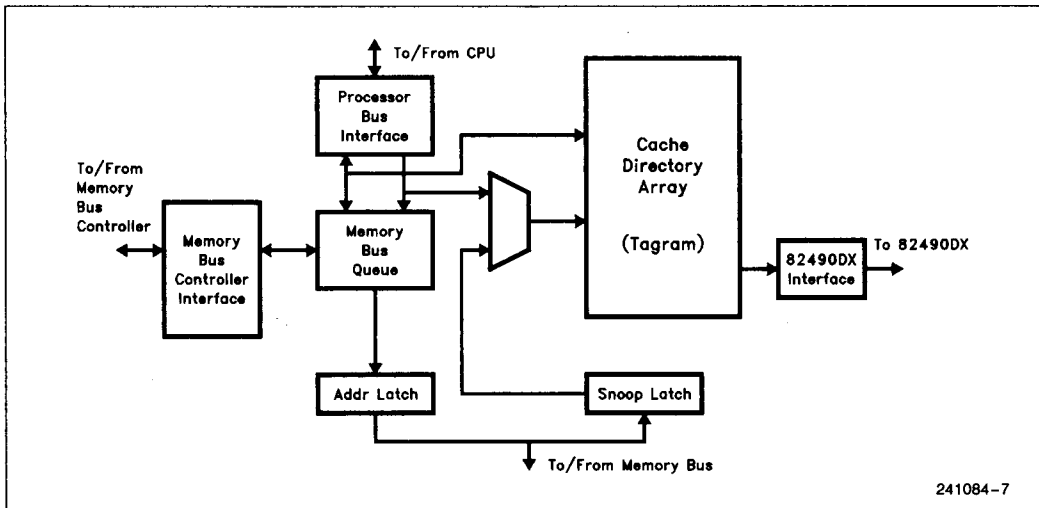 To/From CPU
Processor
Bus
Interface
To/From
Memory
Bus
Controller
Memory
Bus
Controller
Interface
Memory
Bus
Queue
Cache
Directory
Array
(Tagram)
82490DX
Interface
To 82490DX
Addr Latch
Snoop Latch
To/From Memory Bus
241084-7